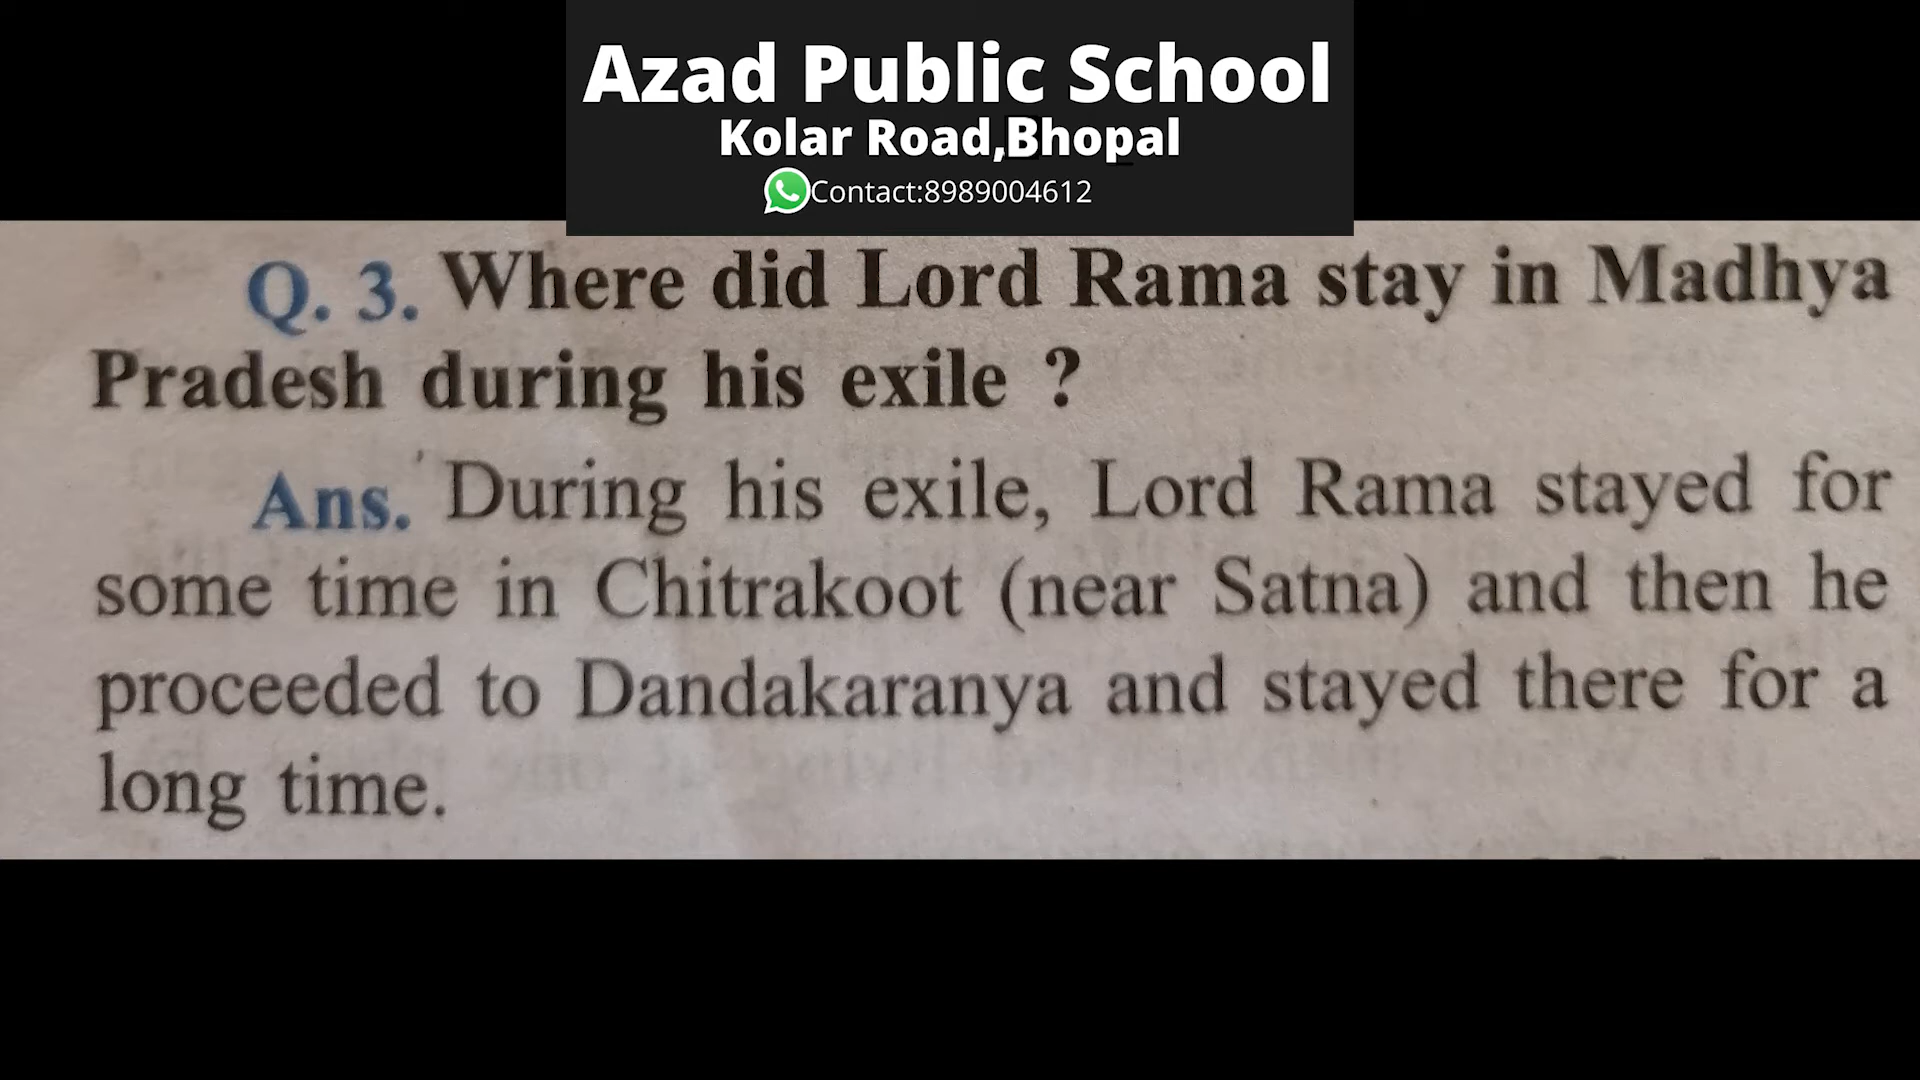 Azad Public School
Kolar Road,Bhopal
Contact:8989004612
Q. 3. Where did Lord Rama stay in Madhya
Pradesh during his exile ?
Ans. During his exile, Lord Rama stayed for
some time in Chitrakoot (near Satna) and then he
proceeded to Dandakaranya and stayed there for a
long time.